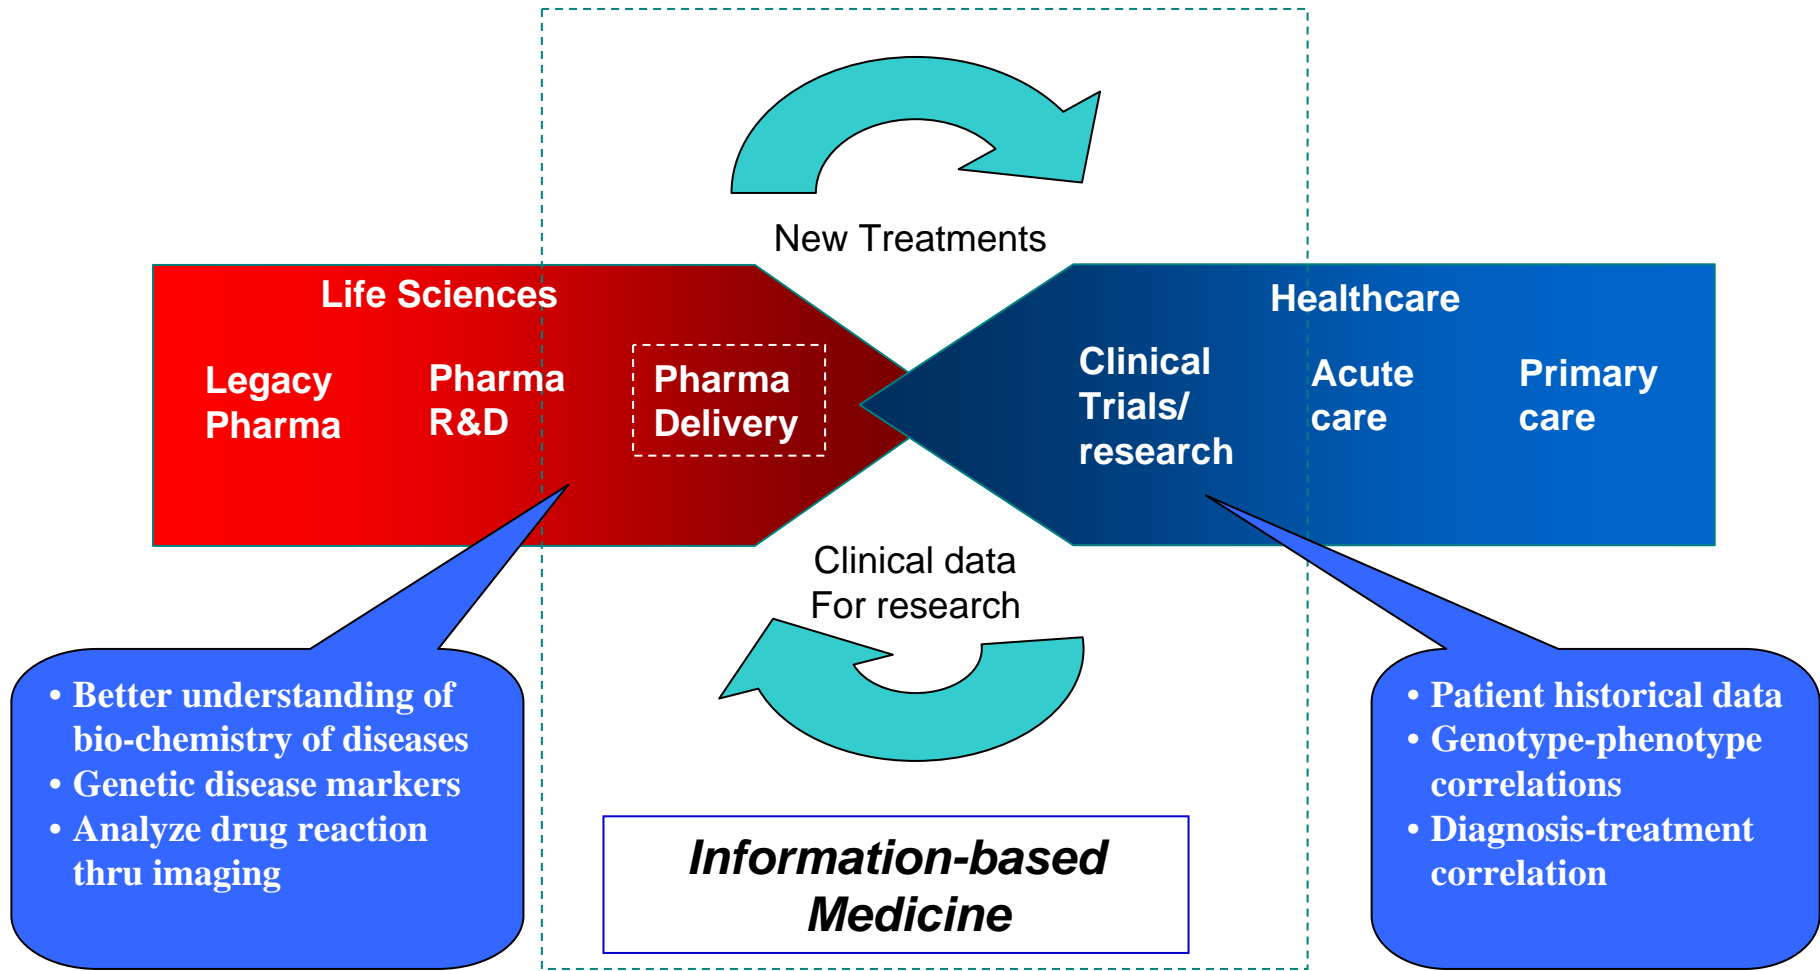 New Treatments
Life Sciences
Healthcare
Legacy
Pharma
Pharma
R&D
Pharma
Delivery
Clinical
Trials/
research
Acute
care
Primary
care
Clinical data
For research
• Better understanding of
bio-chemistry of diseases
• Genetic disease markers
• Analyze drug reaction
thru imaging
• Patient historical data
• Genotype-phenotype
correlations
• Diagnosis-treatment
correlation
Information-based
Medicine